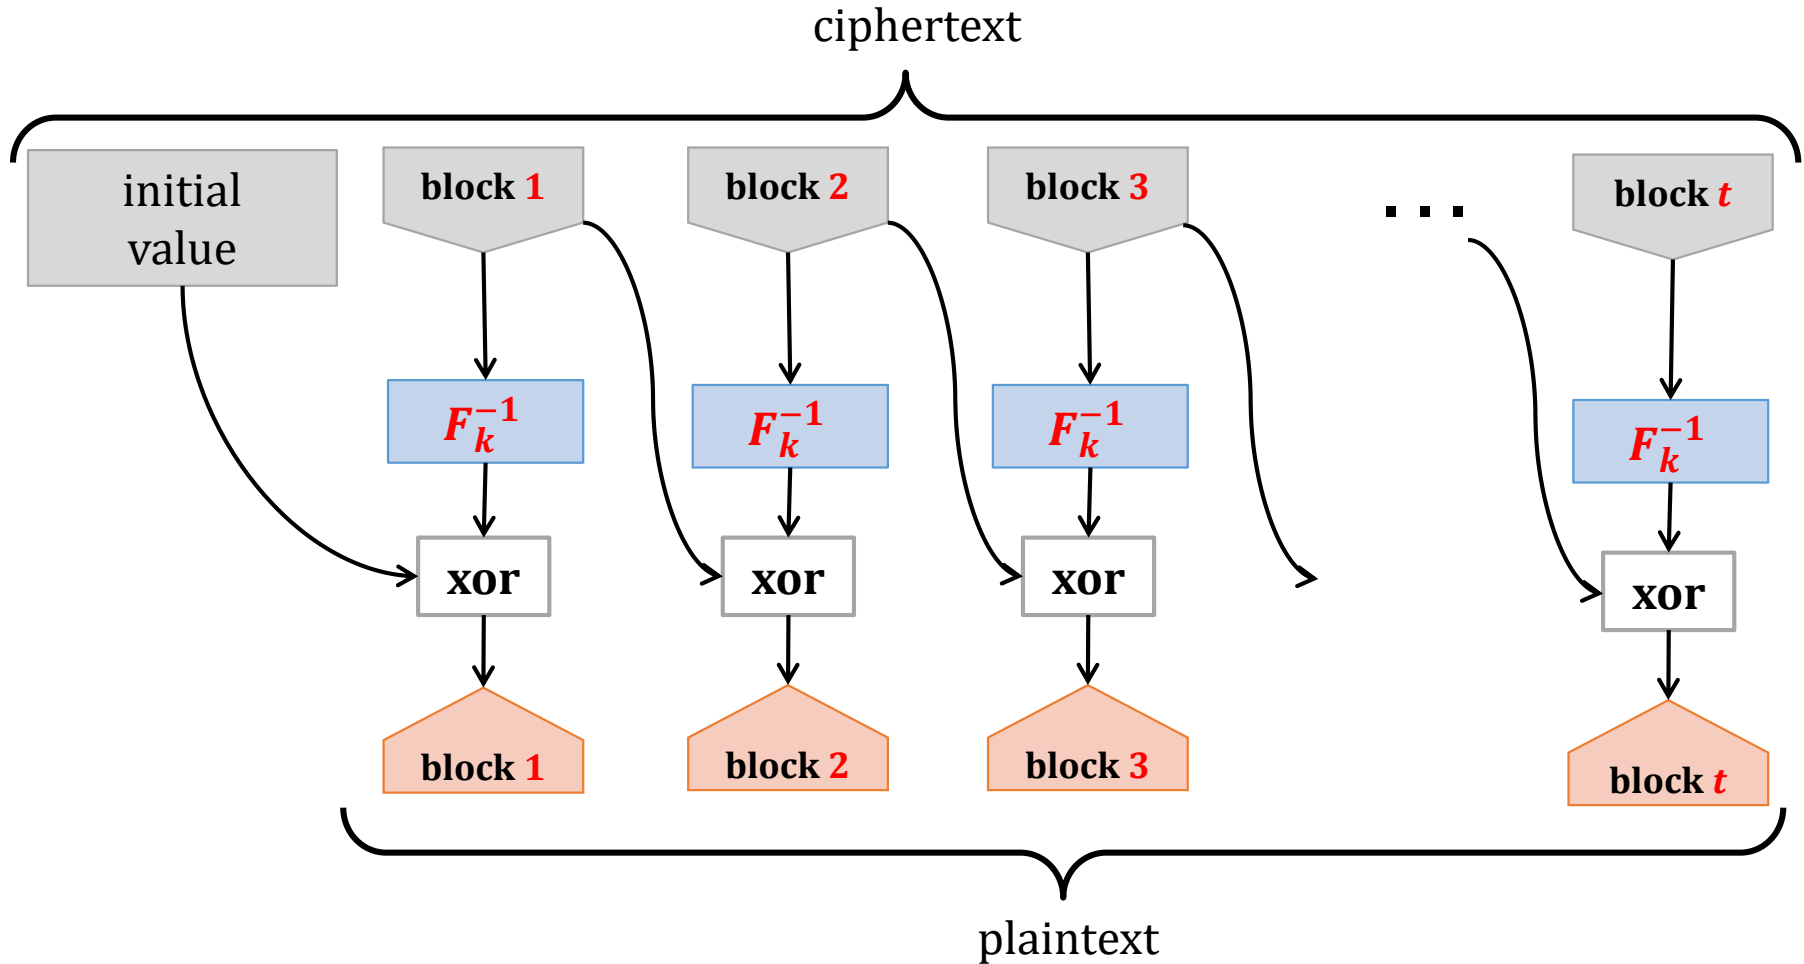 ciphertext
initial
value
block 1
block 2
block 3
...
block t
F_k^{-1}
F_k^{-1}
F_k^{-1}
F_k^{-1}
xor
xor
xor
xor
block 1
block 2
block 3
block t
plaintext